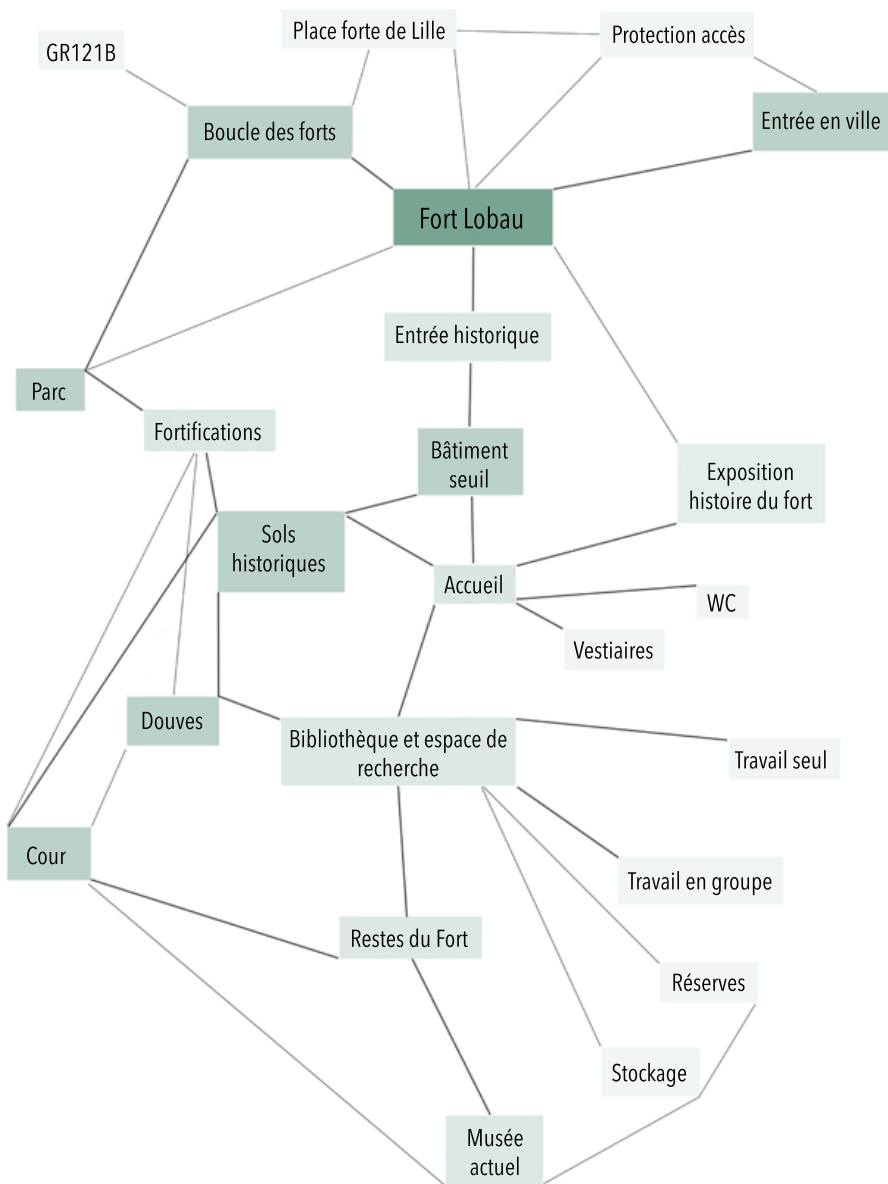 Place forte de Lille
Protection accès
GR121B
Boucle des forts
Entrée en ville
Fort Lobau
Entrée historique
Parc
Fortifications
Bâtiment
seuil
Exposition
histoire du fort
Sols
historiques
Accueil
WC
Vestiaires
Douves
Bibliothèque et espace de
recherche
Travail seul
Cour
Travail en groupe
Restes du Fort
Réserves
Stockage
Musée
actuel